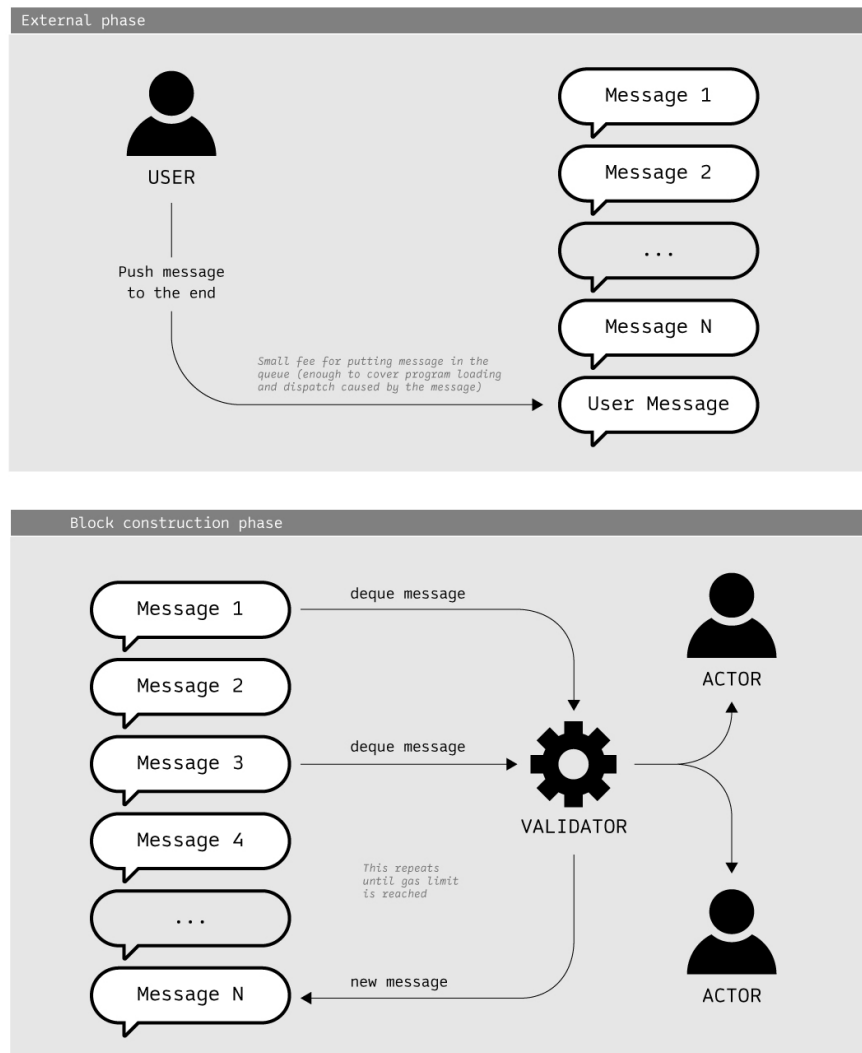 External phase
USER
Push message
to the end
Small fee for putting message in the
queue (enough to cover program loading
and dispatch caused by the message)
Message 1
Message 2
...
Message N
User Message
Block construction phase
Message 1
Message 2
Message 3
Message 4
...
Message N
deque message
deque message
This repeats
until gas limit
is reached
new message
VALIDATOR
ACTOR
ACTOR